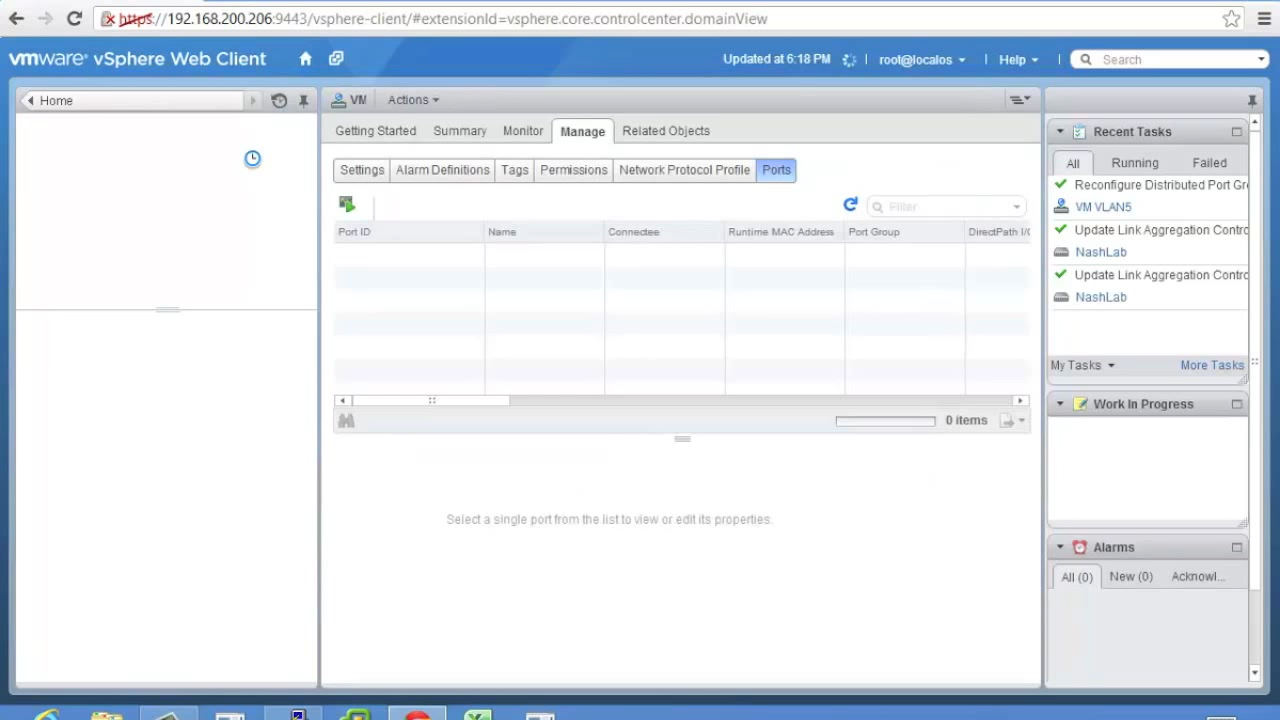 https://192.168.200.206:9443/vsphere-client/#extensionId=vsphere.core.controlcenter.domainView
vmware® vSphere Web Client
Updated at 6:18 PM
root@localos
Help
Search
Home
VM
Actions
Getting Started
Summary
Monitor
Manage
Related Objects
Settings
Alarm Definitions
Tags
Permissions
Network Protocol Profile
Ports
Filter
Port ID
Name
Connectee
Runtime MAC Address
Port Group
DirectPath I/O
0 items
Select a single port from the list to view or edit its properties.
Recent Tasks
All
Running
Failed
Reconfigure Distributed Port Gr
VM VLAN5
Update Link Aggregation Contro
NashLab
Update Link Aggregation Contro
NashLab
My Tasks
More Tasks
Work In Progress
Alarms
All (0)
New (0)
Acknowl...